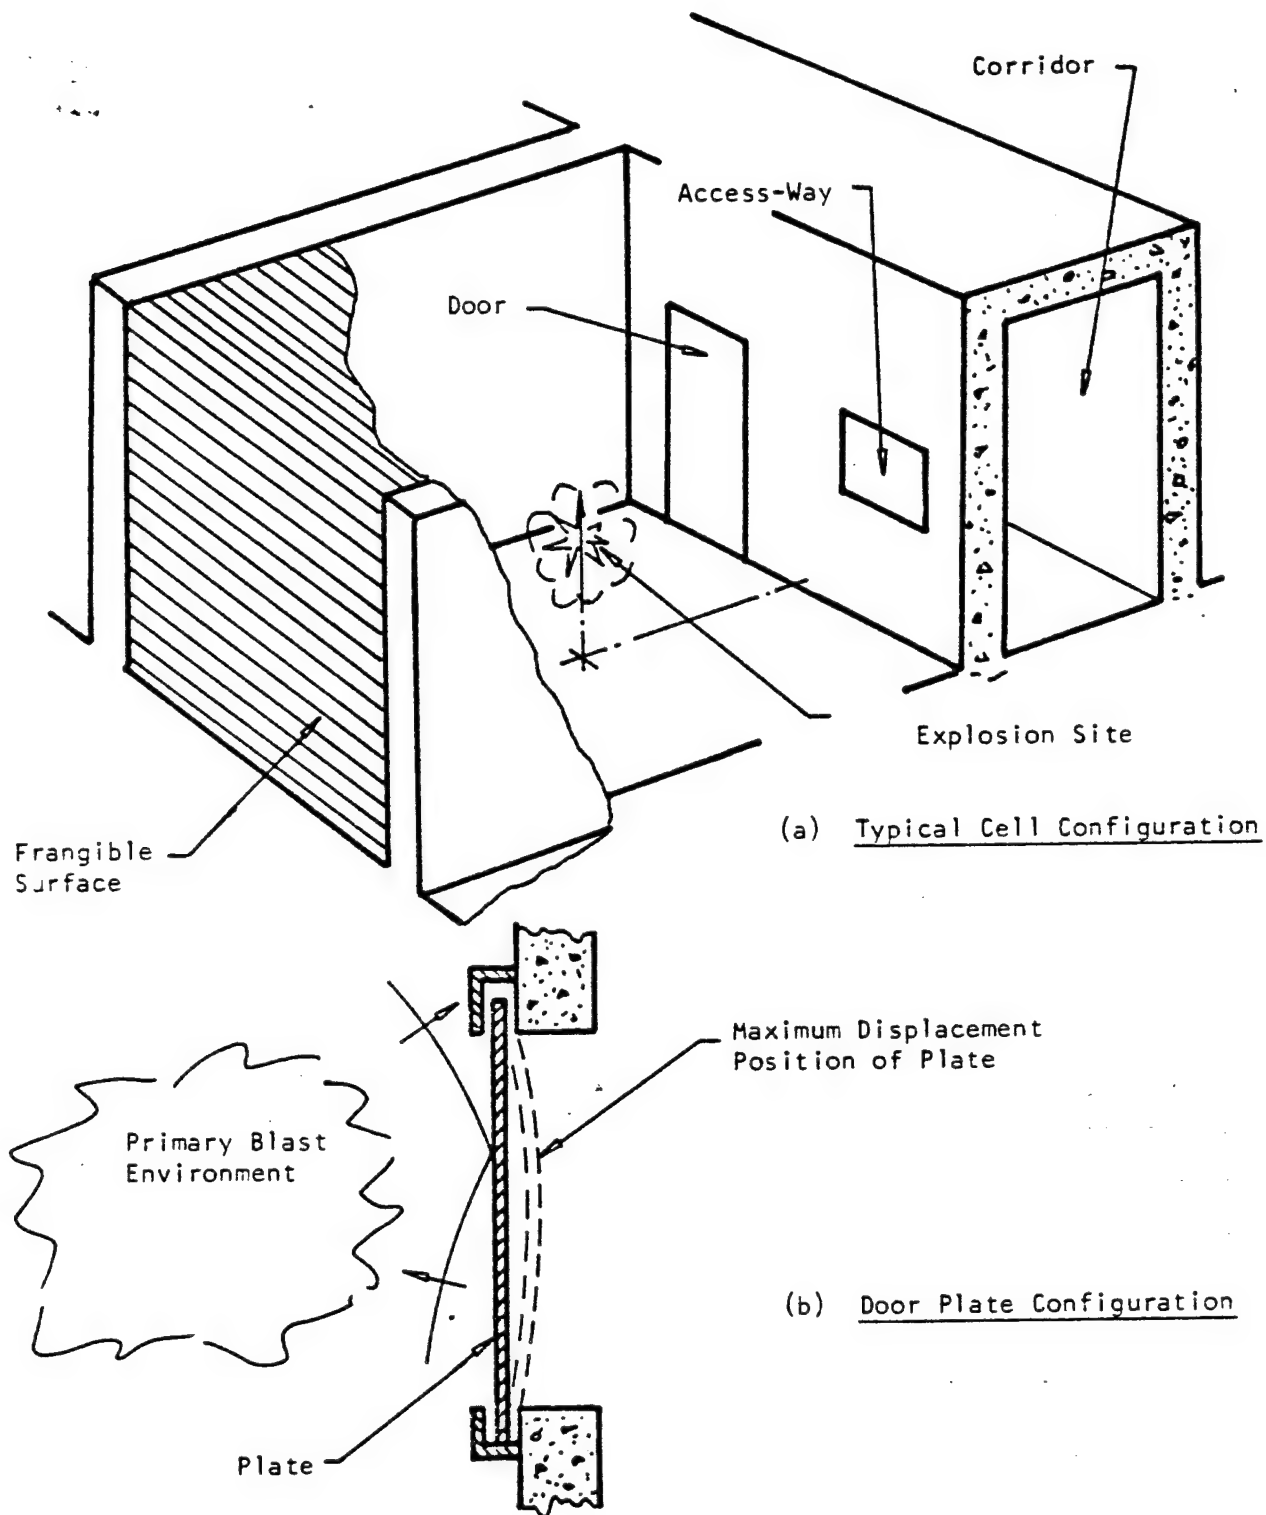 Corridor
Access-Way
Door
Explosion Site
(a) Typical Cell Configuration
Frangible
Surface
Maximum Displacement
Position of Plate
Primary Blast
Environment
(b) Door Plate Configuration
Plate